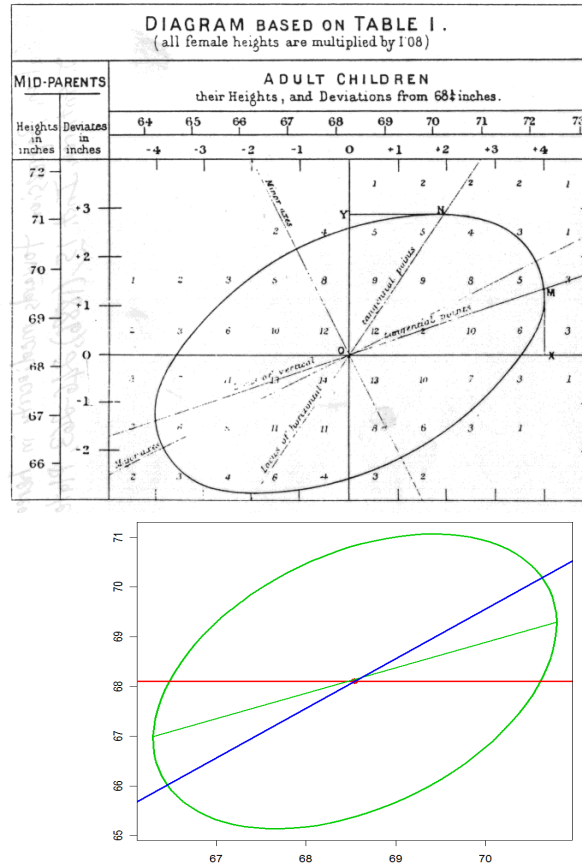 DIAGRAM BASED ON TABLE I.
(all female heights are multiplied by 1·08)
MID-PARENTS
ADULT CHILDREN
their Heights, and Deviations from 68¼ inches.
Heights in inches
Deviates in inches
64 65 66 67 68 69 70 71 72 73
-4 -3 -2 -1 0 +1 +2 +3 +4
72
71
70
69
68
67
66
+3
+2
+1
0
-1
-2
1 2 2 2 1
Y N
2 4 5 5 4 3 1
1 2 3 5 8 9 9 8 5 3
M
2 3 6 10 12 12 2 10 6 3
O X
3 7 11 13 14 13 10 7 3 1
2 6 5 11 11 8 6 3 1
2 3 4 6 4 3 2
Minor axes
tangential points
tangential points
of vertical
Locus of horizontal
Major axes
71
70
69
68
67
66
65
67 68 69 70